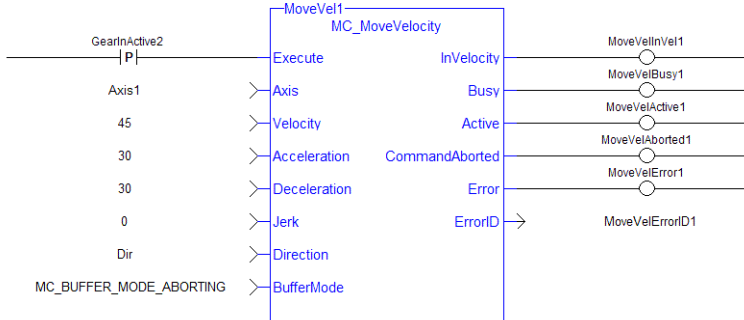 MoveVel1
MC_MoveVelocity
GearInActive2
P
Execute
InVelocity
MoveVelInVel1
Axis1
Axis
Busy
MoveVelBusy1
45
Velocity
Active
MoveVelActive1
30
Acceleration
CommandAborted
MoveVelAborted1
30
Deceleration
Error
MoveVelError1
0
Jerk
ErrorID
MoveVelErrorID1
Dir
Direction
MC_BUFFER_MODE_ABORTING
BufferMode